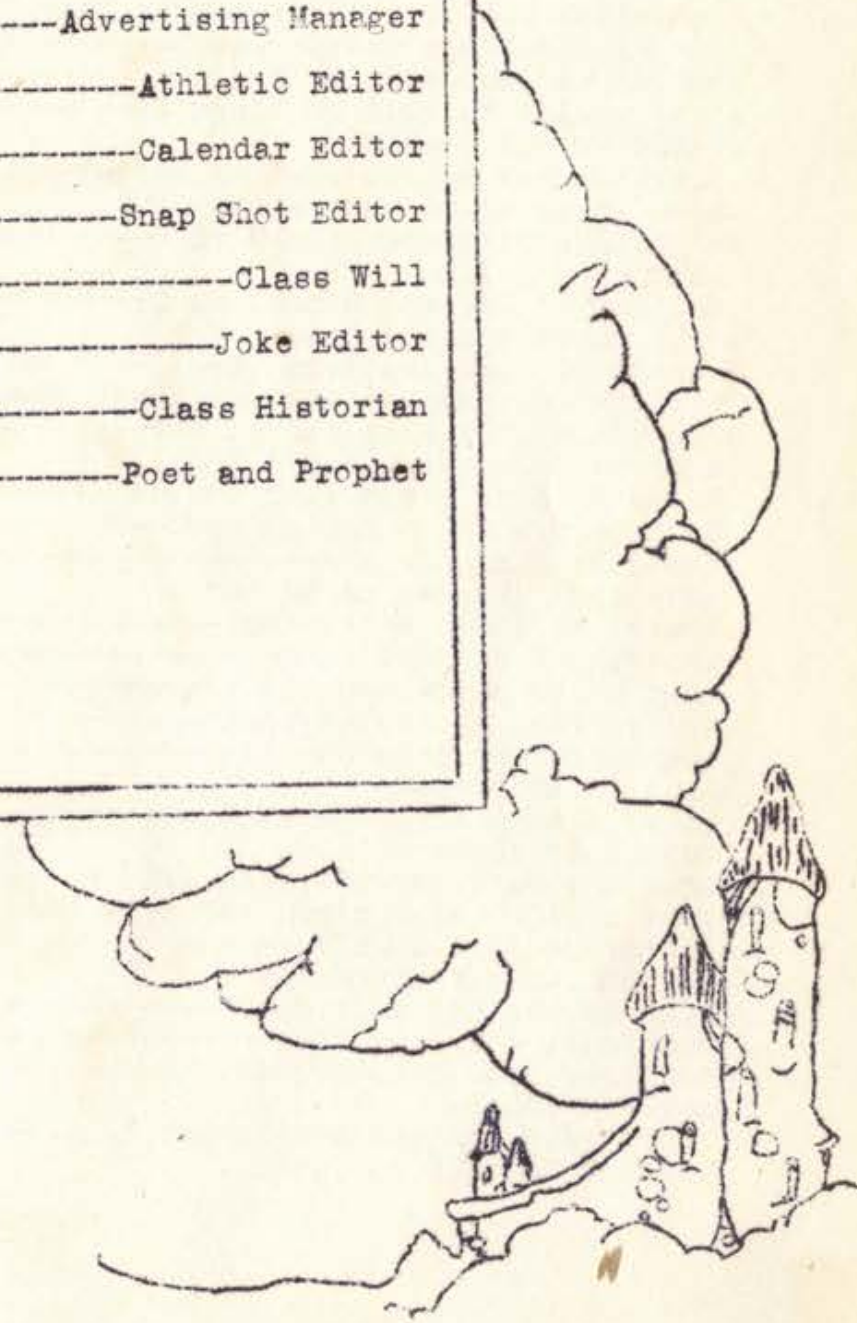 ---Advertising Manager
-------Athletic Editor
-------Calendar Editor
------Snap Shot Editor
------------Class Will
-----------Joke Editor
-------Class Historian
------Poet and Prophet